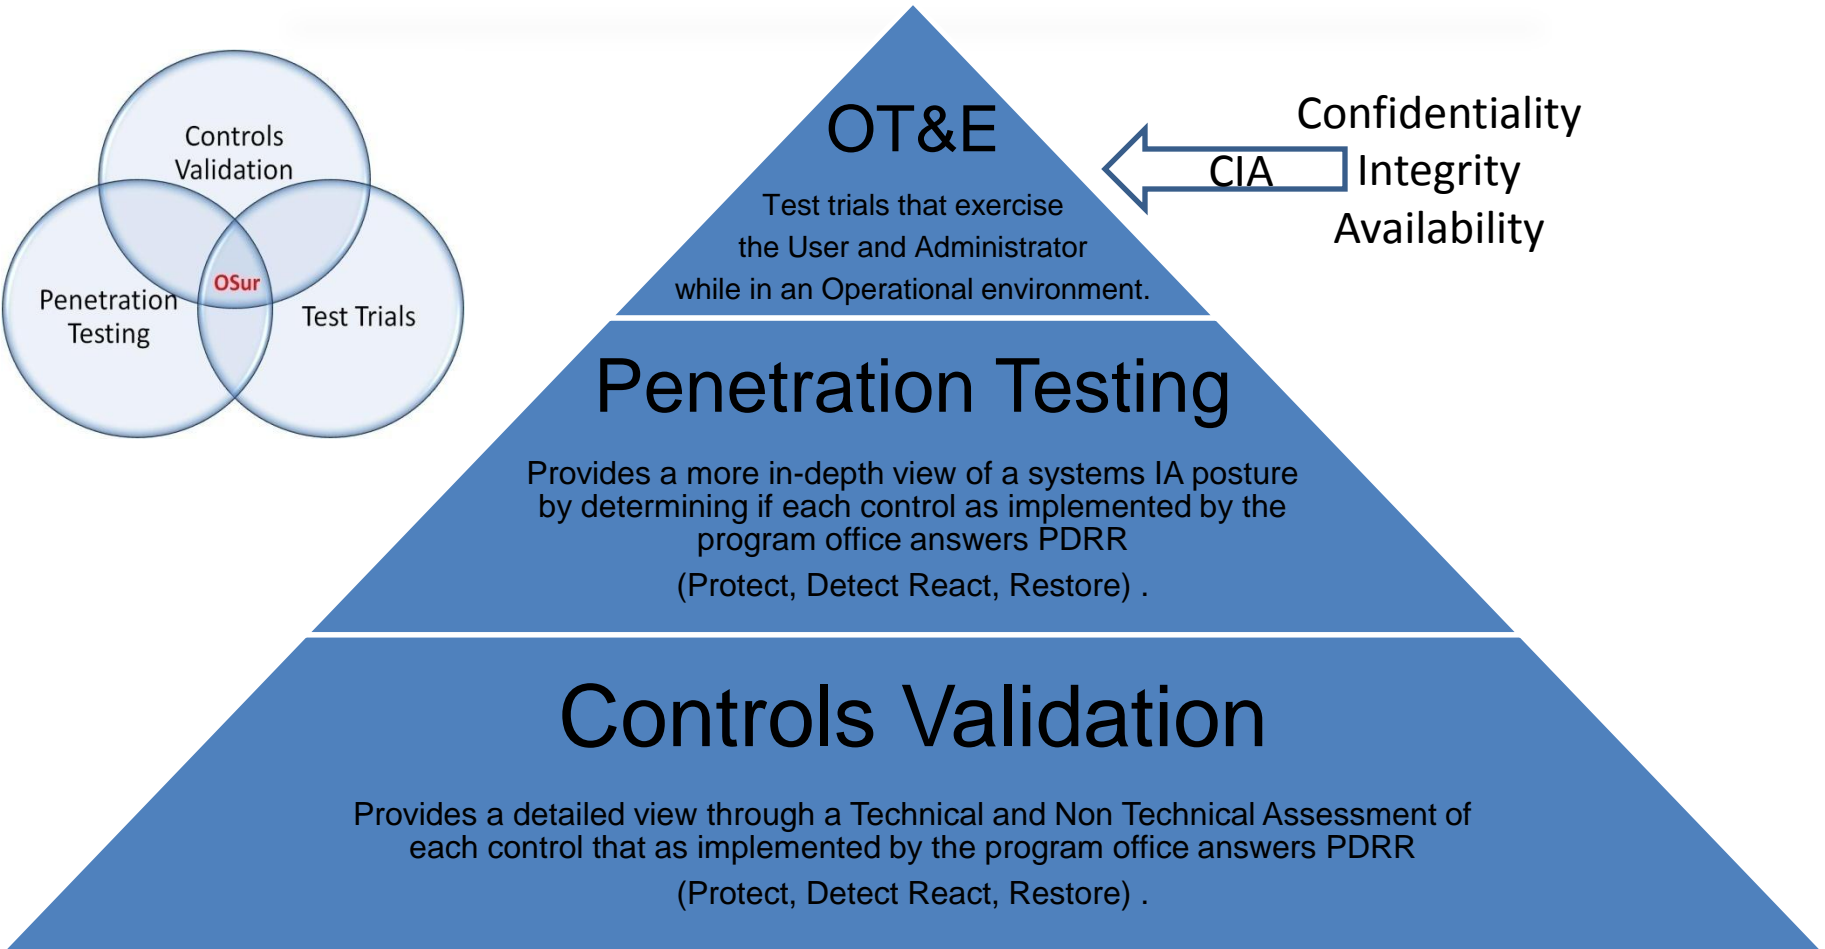 Controls
Validation
Penetration
Testing
OSur
Test Trials
OT&E
Test trials that exercise
the User and Administrator
while in an Operational environment.
CIA
Confidentiality
Integrity
Availability
Penetration Testing
Provides a more in-depth view of a systems IA posture
by determining if each control as implemented by the
program office answers PDRR
(Protect, Detect React, Restore) .
Controls Validation
Provides a detailed view through a Technical and Non Technical Assessment of
each control that as implemented by the program office answers PDRR
(Protect, Detect React, Restore) .